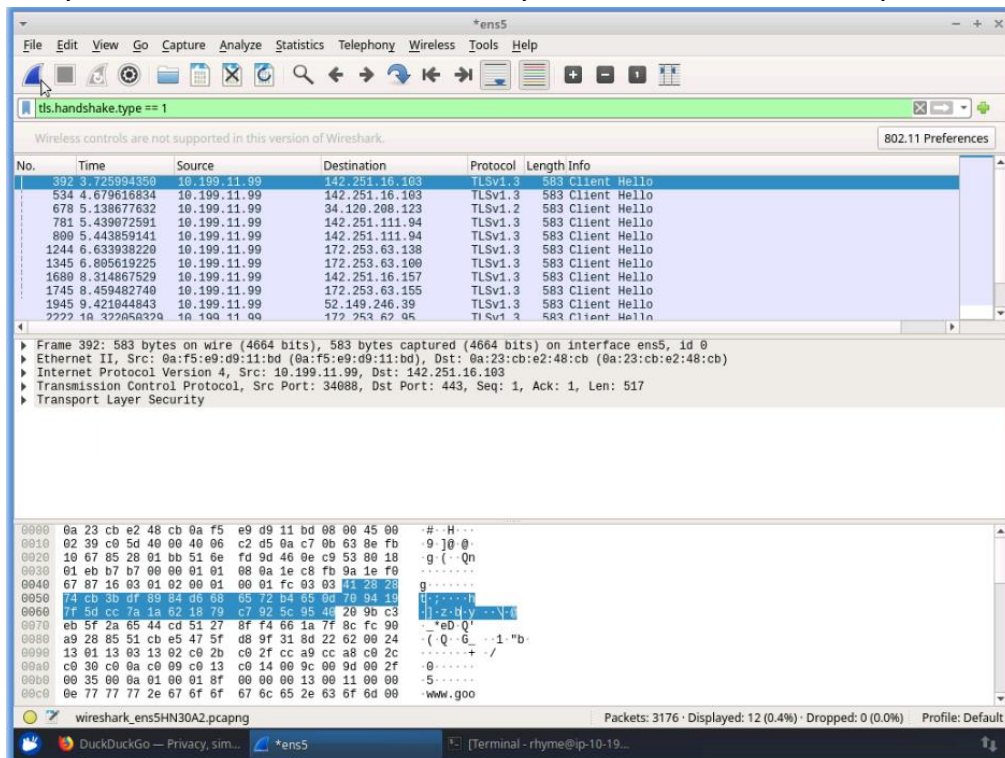 *ens5
File Edit View Go Capture Analyze Statistics Telephony Wireless Tools Help
tls.handshake.type == 1
Wireless controls are not supported in this version of Wireshark. 802.11 Preferences
No. Time Source Destination Protocol Length Info
392 3.725994350 10.199.11.99 142.251.16.103 TLSv1.3 583 Client Hello
534 4.679616834 10.199.11.99 142.251.16.103 TLSv1.3 583 Client Hello
678 5.138677632 10.199.11.99 34.120.208.123 TLSv1.2 583 Client Hello
781 5.439072591 10.199.11.99 142.251.111.94 TLSv1.3 583 Client Hello
800 5.443859141 10.199.11.99 142.251.111.94 TLSv1.3 583 Client Hello
1244 6.633938220 10.199.11.99 172.253.63.138 TLSv1.3 583 Client Hello
1345 6.805619225 10.199.11.99 172.253.63.100 TLSv1.3 583 Client Hello
1680 8.314867529 10.199.11.99 142.251.16.157 TLSv1.3 583 Client Hello
1745 8.459482740 10.199.11.99 172.253.63.155 TLSv1.3 583 Client Hello
1945 9.421044843 10.199.11.99 52.149.246.39 TLSv1.3 583 Client Hello
2222 10.322050329 10.199.11.99 172.253.62.95 TLSv1.3 583 Client Hello
Frame 392: 583 bytes on wire (4664 bits), 583 bytes captured (4664 bits) on interface ens5, id 0
Ethernet II, Src: 0a:f5:e9:d9:11:bd (0a:f5:e9:d9:11:bd), Dst: 0a:23:cb:e2:48:cb (0a:23:cb:e2:48:cb)
Internet Protocol Version 4, Src: 10.199.11.99, Dst: 142.251.16.103
Transmission Control Protocol, Src Port: 34088, Dst Port: 443, Seq: 1, Ack: 1, Len: 517
Transport Layer Security
0000 0a 23 cb e2 48 cb 0a f5 e9 d9 11 bd 08 00 45 00 ·#··H···
0010 02 39 c0 5d 40 00 40 06 c2 d5 0a c7 0b 63 8e fb ·9·]@·@·
0020 10 67 85 28 01 bb 51 6e fd 9d 46 0e c9 53 80 18 ·g·(··Qn
0030 01 eb b7 b7 00 00 01 01 08 0a 1e c8 fb 9a 1e f0 ········
0040 67 87 16 03 01 02 00 01 00 01 fc 03 03 41 28 28 g·······
0050 74 cb 3b df 89 84 d6 68 65 72 b4 65 0d 70 94 19 t·;····h
0060 7f 5d cc 7a 1a 62 18 79 c7 92 5c 95 40 20 9b c3 ·]·z·b·y ··\·@
0070 eb 5f 2a 65 44 cd 51 27 8f f4 66 1a 7f 8c fc 90 ·_*eD·Q'
0080 a9 28 85 51 cb e5 47 5f d8 9f 31 8d 22 62 00 24 ·(·Q··G_ ··1·"b·
0090 13 01 13 03 13 02 c0 2b c0 2f cc a9 cc a8 c0 2c ·······+ ·/
00a0 c0 30 c0 0a c0 09 c0 13 c0 14 00 9c 00 9d 00 2f ·0······
00b0 00 35 00 0a 01 00 01 8f 00 00 00 13 00 11 00 00 ·5······
00c0 0e 77 77 77 2e 67 6f 6f 67 6c 65 2e 63 6f 6d 00 ·www.goo
wireshark_ens5HN30A2.pcapng Packets: 3176 · Displayed: 12 (0.4%) · Dropped: 0 (0.0%) Profile: Default
DuckDuckGo — Privacy, sim... *ens5 [Terminal - rhyme@ip-10-19...